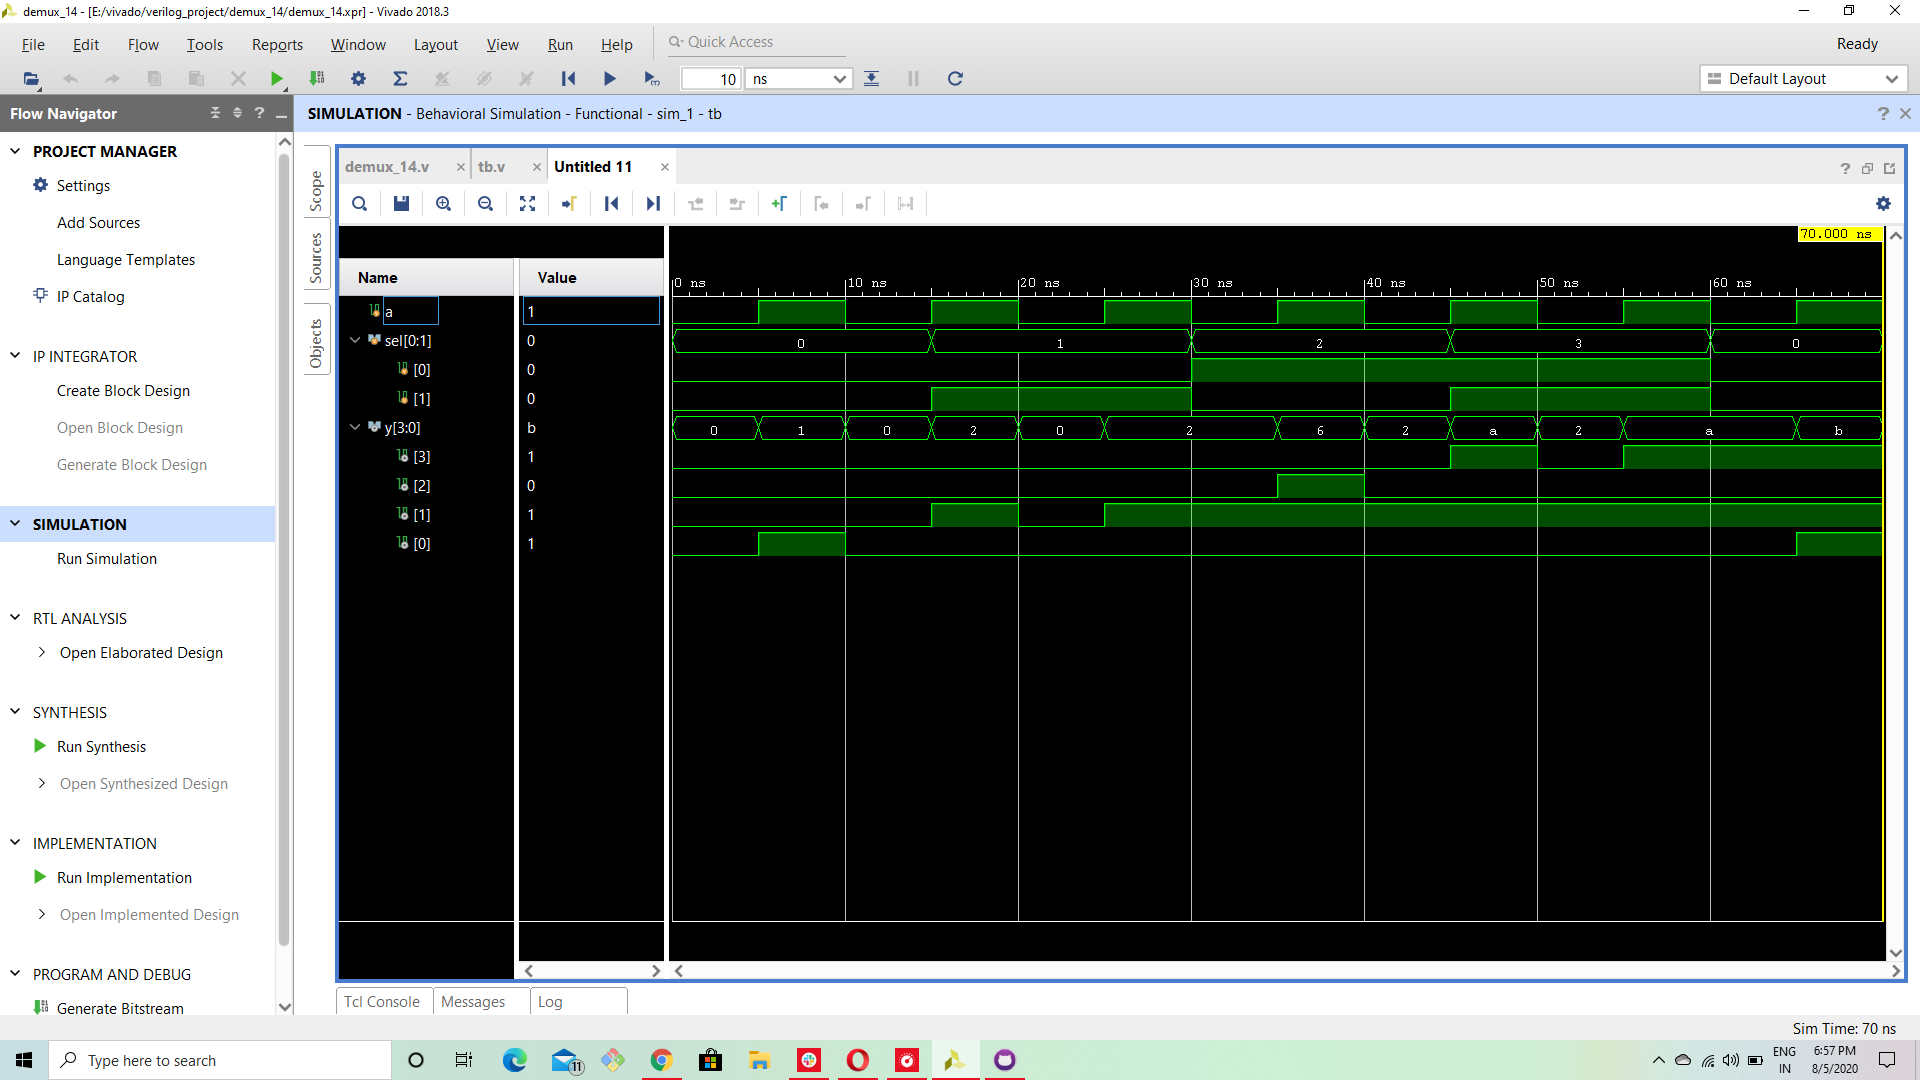 demux_14 - [E:/vivado/verilog_project/demux_14/demux_14.xpr] - Vivado 2018.3
File Edit Flow Tools Reports Window Layout View Run Help Quick Access Ready
10 ns Default Layout
Flow Navigator
SIMULATION - Behavioral Simulation - Functional - sim_1 - tb
PROJECT MANAGER
Settings
Add Sources
Language Templates
IP Catalog
IP INTEGRATOR
Create Block Design
Open Block Design
Generate Block Design
SIMULATION
Run Simulation
RTL ANALYSIS
Open Elaborated Design
SYNTHESIS
Run Synthesis
Open Synthesized Design
IMPLEMENTATION
Run Implementation
Open Implemented Design
PROGRAM AND DEBUG
Generate Bitstream
Scope
Sources
Objects
demux_14.v tb.v Untitled 11
70.000 ns
Name Value
0 ns 10 ns 20 ns 30 ns 40 ns 50 ns 60 ns
a 1
sel[0:1] 0 0 1 2 3 0
[0] 0
[1] 0
y[3:0] b 0 1 0 2 0 2 6 2 a 2 a b
[3] 1
[2] 0
[1] 1
[0] 1
Tcl Console Messages Log
Sim Time: 70 ns
Type here to search
11
ENG
IN
6:57 PM
8/5/2020